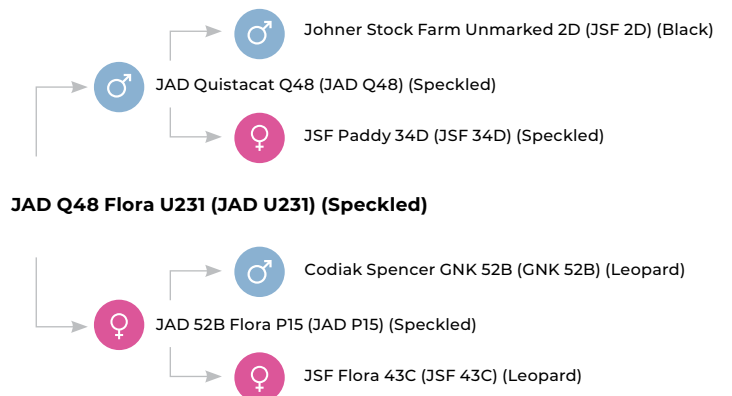 Johner Stock Farm Unmarked 2D (JSF 2D) (Black)
JAD Quistacat Q48 (JAD Q48) (Speckled)
JSF Paddy 34D (JSF 34D) (Speckled)
JAD Q48 Flora U231 (JAD U231) (Speckled)
Codiak Spencer GNK 52B (GNK 52B) (Leopard)
JAD 52B Flora P15 (JAD P15) (Speckled)
JSF Flora 43C (JSF 43C) (Leopard)